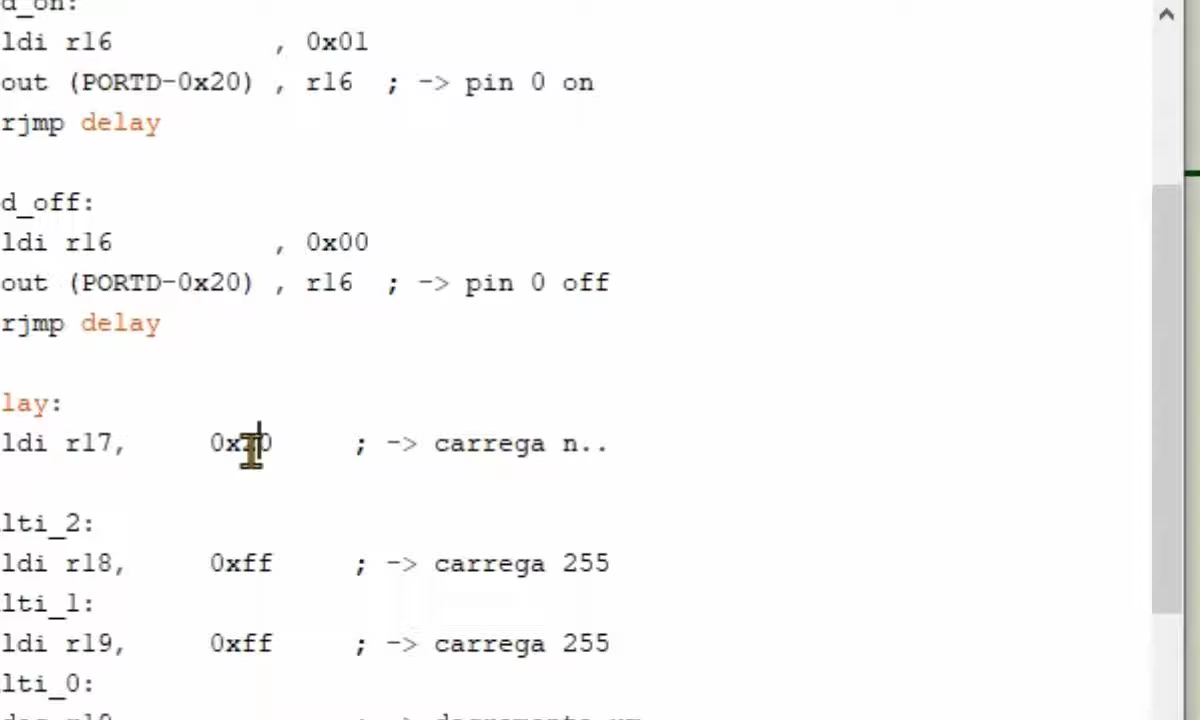 d_on:
ldi r16 , 0x01
out (PORTD-0x20) , r16 ; -> pin 0 on
rjmp delay
d_off:
ldi r16 , 0x00
out (PORTD-0x20) , r16 ; -> pin 0 off
rjmp delay
lay:
ldi r17, ; -> carrega n..
lti_2:
ldi r18, 0xff ; -> carrega 255
lti_1:
ldi r19, 0xff ; -> carrega 255
lti_0: